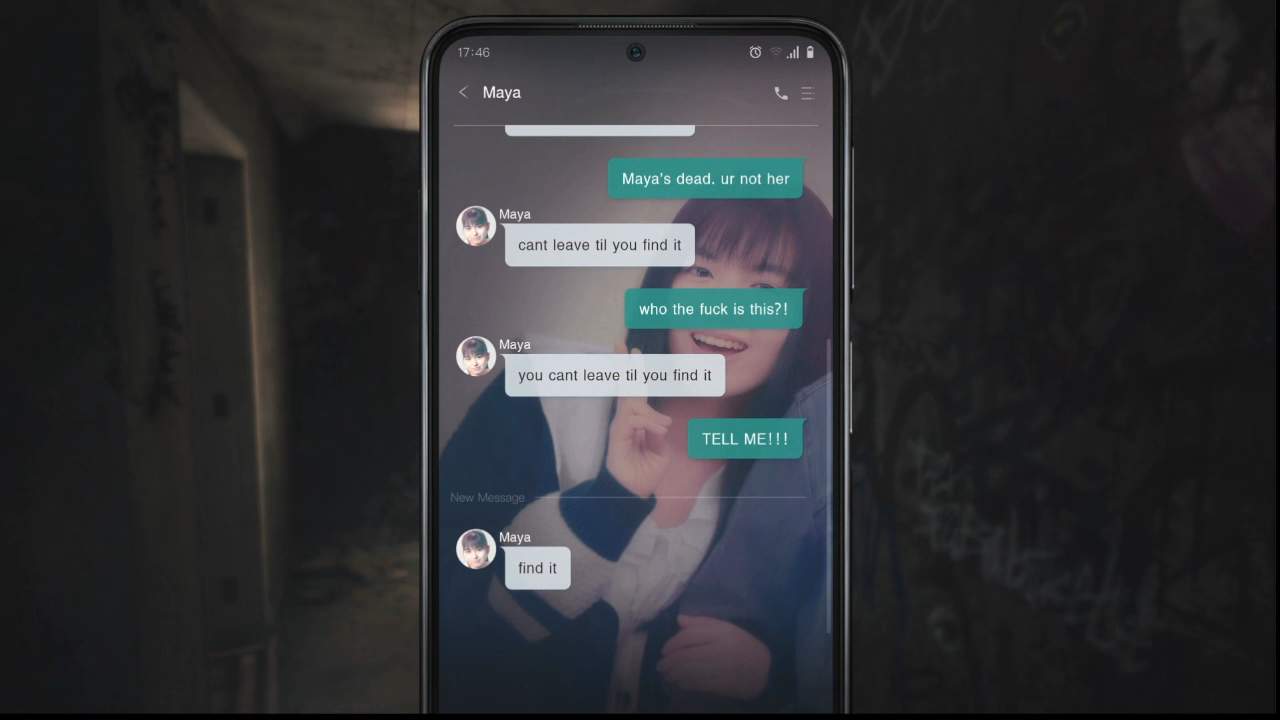 17:46
Maya
Maya's dead. ur not her
Maya
cant leave til you find it
who the fuck is this?!
Maya
you cant leave til you find it
TELL ME!!!
New Message
Maya
find it